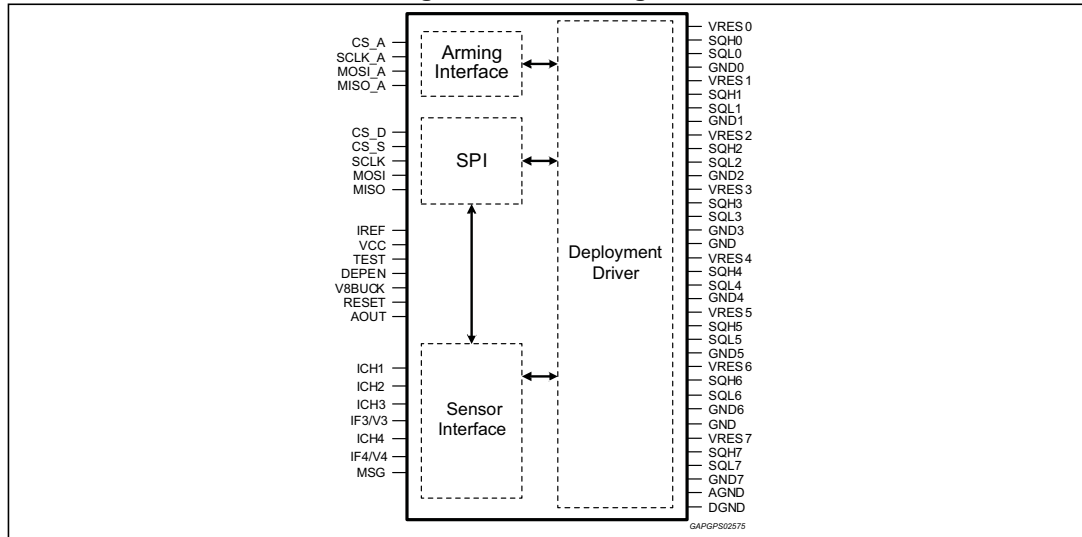 CS_A
SCLK_A
MOSI_A
MISO_A
CS_D
CS_S
SCLK
MOSI
MISO
IREF
VCC
TEST
DEPEN
V8BUCK
RESET
AOUT
ICH1
ICH2
ICH3
IF3/V3
ICH4
IF4/V4
MSG
Arming
Interface
SPI
Sensor
Interface
Deployment
Driver
VRES0
SQH0
SQL0
GND0
VRES1
SQH1
SQL1
GND1
VRES2
SQH2
SQL2
GND2
VRES3
SQH3
SQL3
GND3
GND
VRES4
SQH4
SQL4
GND4
VRES5
SQH5
SQL5
GND5
VRES6
SQH6
SQL6
GND6
GND
VRES7
SQH7
SQL7
GND7
AGND
DGND
GAPGPS02575